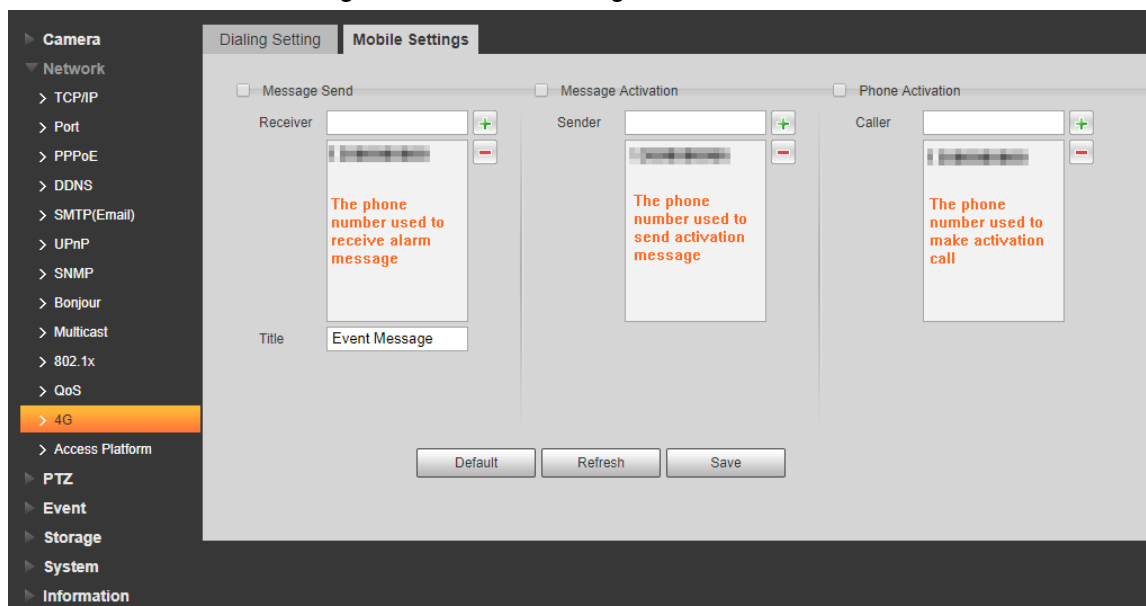 Camera
Network
TCP/IP
Port
PPPoE
DDNS
SMTP(Email)
UPnP
SNMP
Bonjour
Multicast
802.1x
QoS
4G
Access Platform
PTZ
Event
Storage
System
Information
Dialing Setting
Mobile Settings
Message Send
Receiver
The phone
number used to
receive alarm
message
Title
Event Message
Message Activation
Sender
The phone
number used to
send activation
message
Phone Activation
Caller
The phone
number used to
make activation
call
Default
Refresh
Save